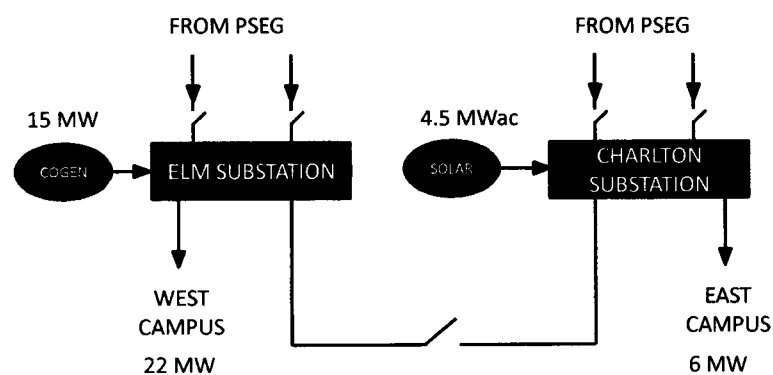 FROM PSEG
FROM PSEG
15 MW
4.5 MWac
COGEN
ELM SUBSTATION
SOLAR
CHARLTON
SUBSTATION
WEST
CAMPUS
22 MW
EAST
CAMPUS
6 MW